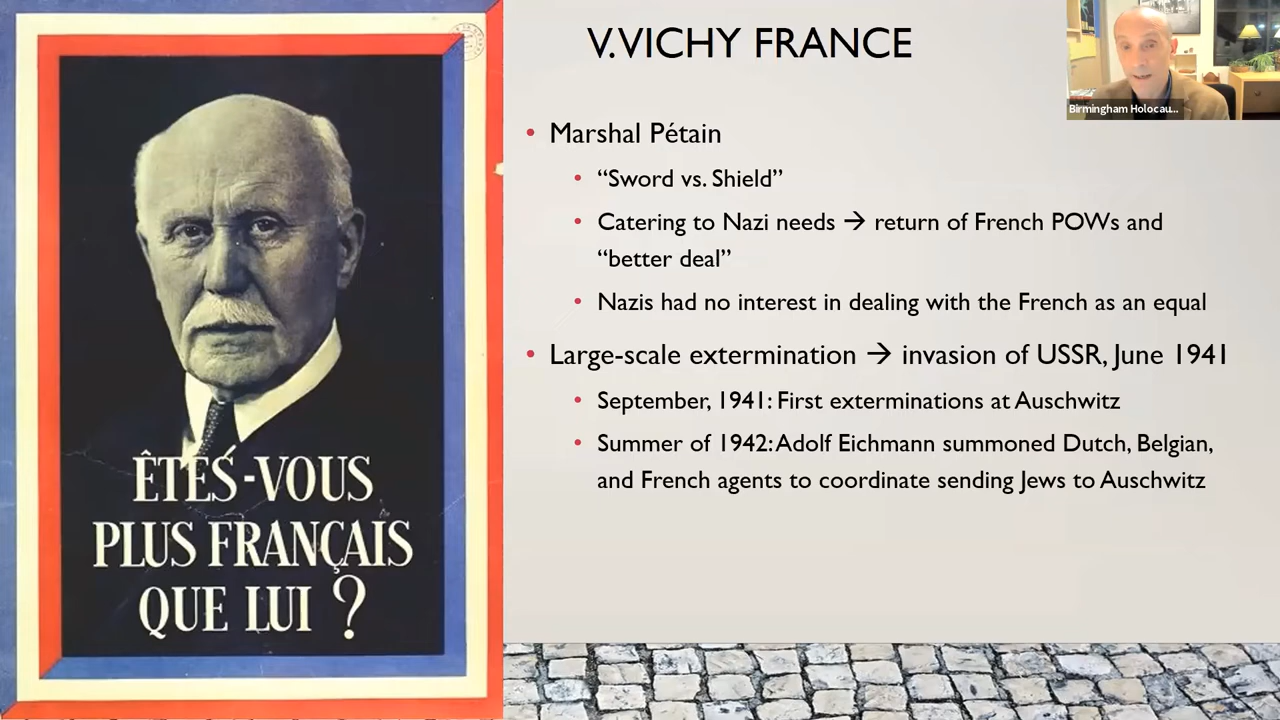 V. VICHY FRANCE
Birmingham Holocau...
• Marshal Pétain
• “Sword vs. Shield”
• Catering to Nazi needs → return of French POWs and
“better deal”
• Nazis had no interest in dealing with the French as an equal
• Large-scale extermination → invasion of USSR, June 1941
• September, 1941: First exterminations at Auschwitz
• Summer of 1942: Adolf Eichmann summoned Dutch, Belgian,
and French agents to coordinate sending Jews to Auschwitz
ÊTES-VOUS
PLUS FRANÇAIS
QUE LUI ?